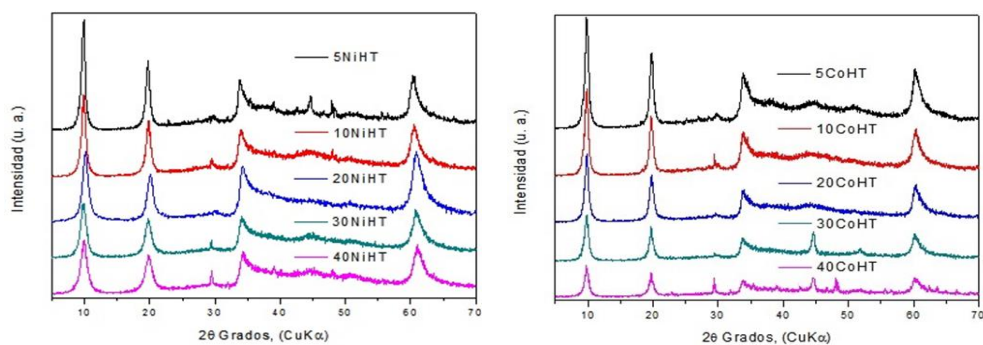 Intensidad (u. a.)
5NiHT
10NiHT
20NiHT
30NiHT
40NiHT
10 20 30 40 50 60 70
2θ Grados, (CuKα)
Intensidad (u. a.)
5CoHT
10CoHT
20CoHT
30CoHT
40CoHT
10 20 30 40 50 60 70
2θ Grados, (CuKα)